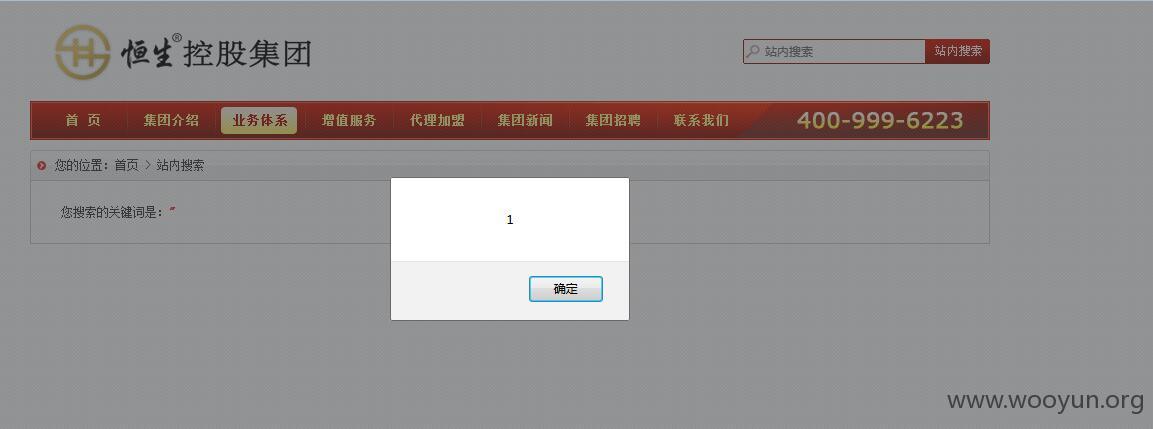 恒生® 控股集团
站内搜索 站内搜索
首 页 集团介绍 业务体系 增值服务 代理加盟 集团新闻 集团招聘 联系我们 400-999-6223
您的位置：首页 > 站内搜索
您搜索的关键词是：“
1
确定
www.wooyun.org